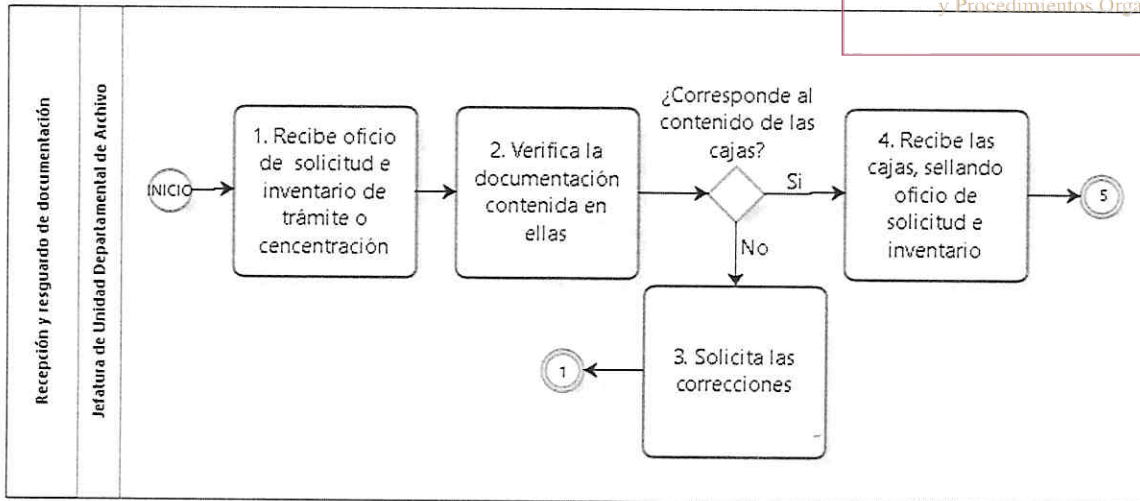 y Procedimientos Orga
Recepción y resguardo de documentación
Jefatura de Unidad Departamental de Archivo
INICIO
1. Recibe oficio
de solicitud e
inventario de
trámite o
cencentración
2. Verifica la
documentación
contenida en
ellas
¿Corresponde al
contenido de las
cajas?
Si
No
4. Recibe las
cajas, sellando
oficio de
solicitud e
inventario
5
3. Solicita las
correcciones
1